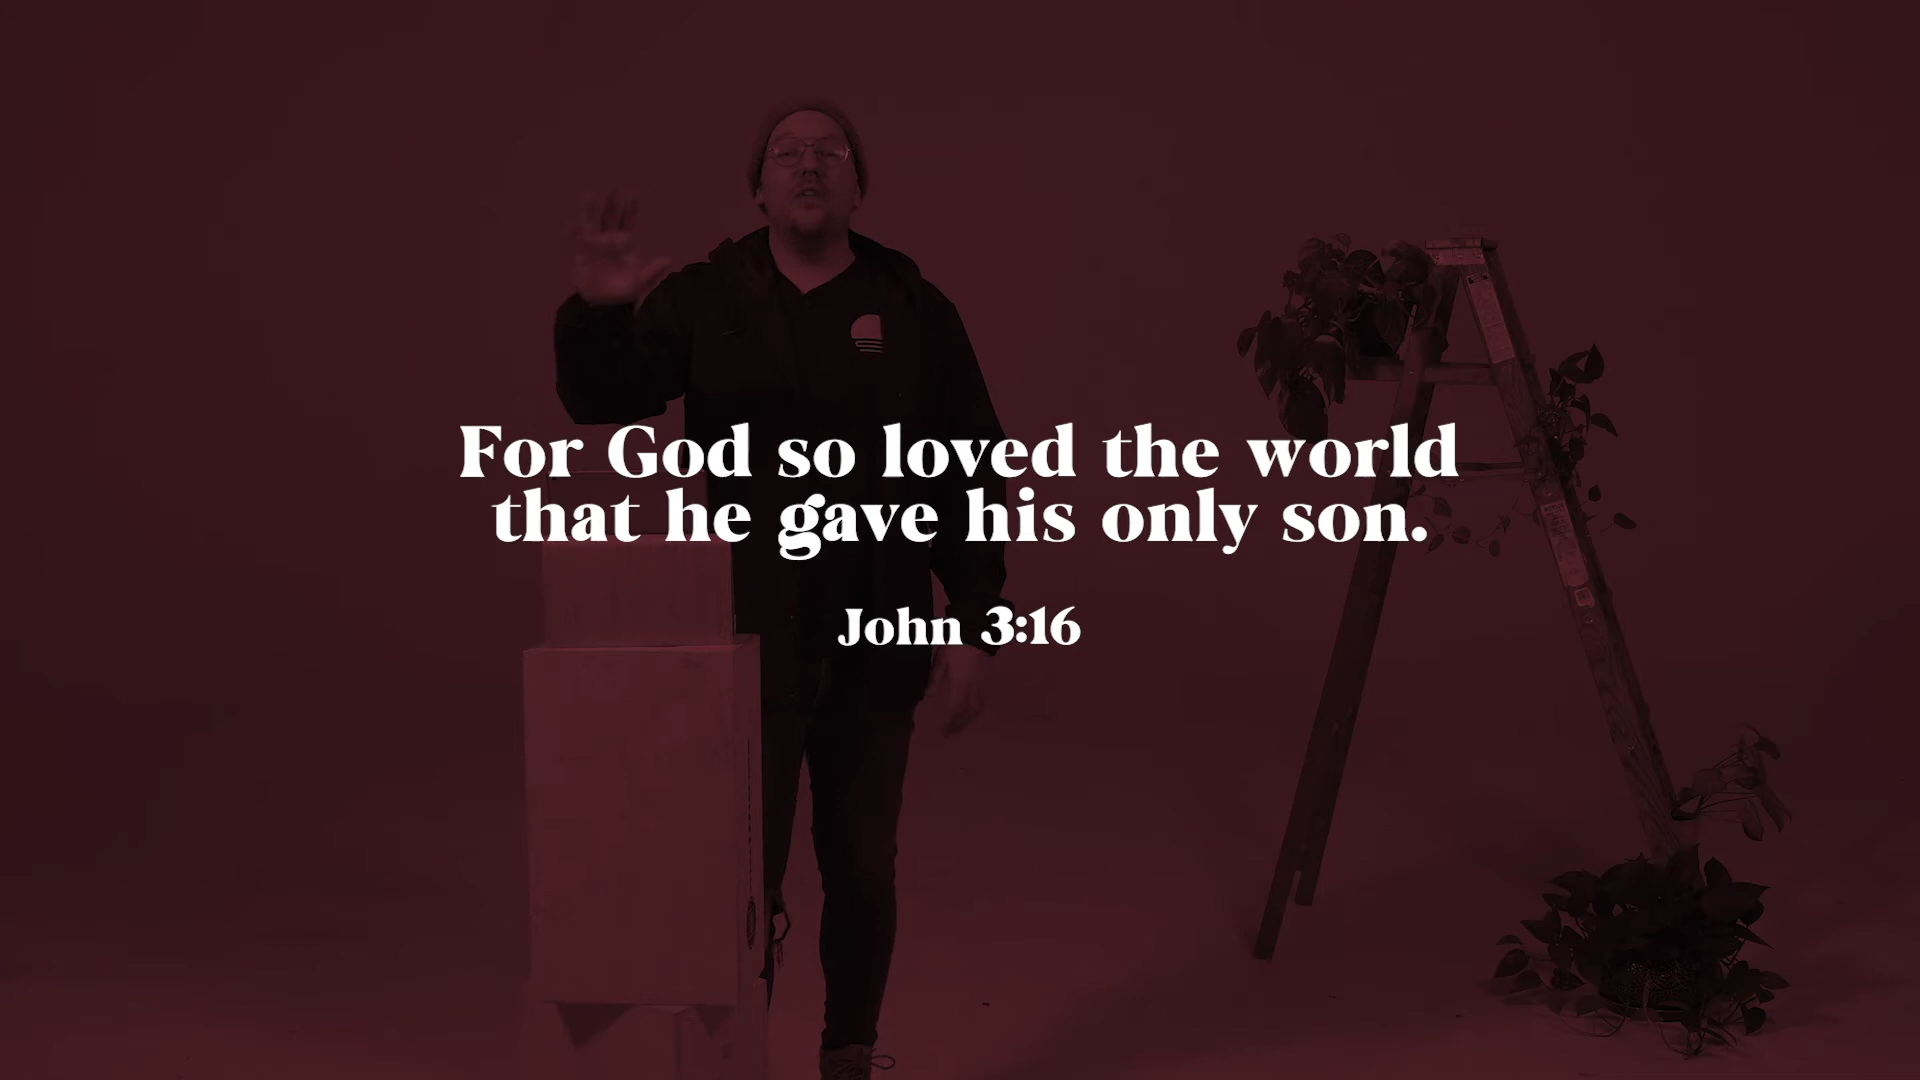 For God so loved the world
that he gave his only son.
John 3:16